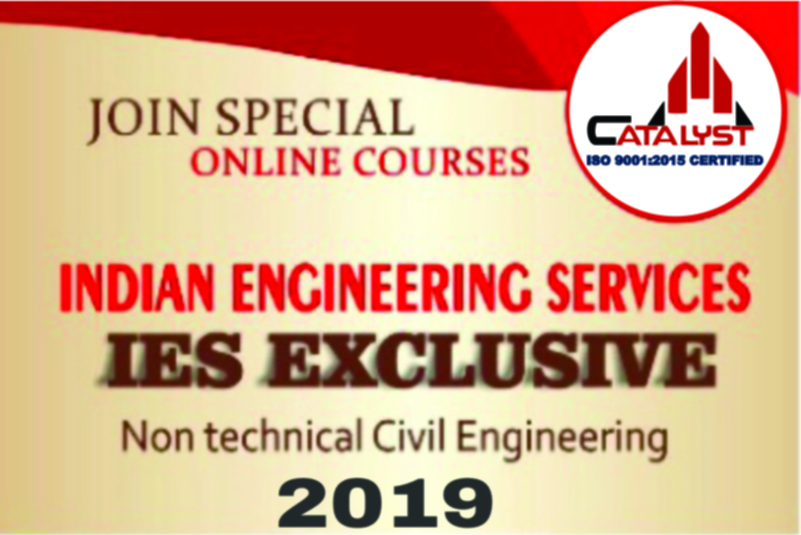 JOIN SPECIAL
ONLINE COURSES
CATALYST
ISO 9001:2015 CERTIFIED
INDIAN ENGINEERING SERVICES
IES EXCLUSIVE
Non technical Civil Engineering
2019